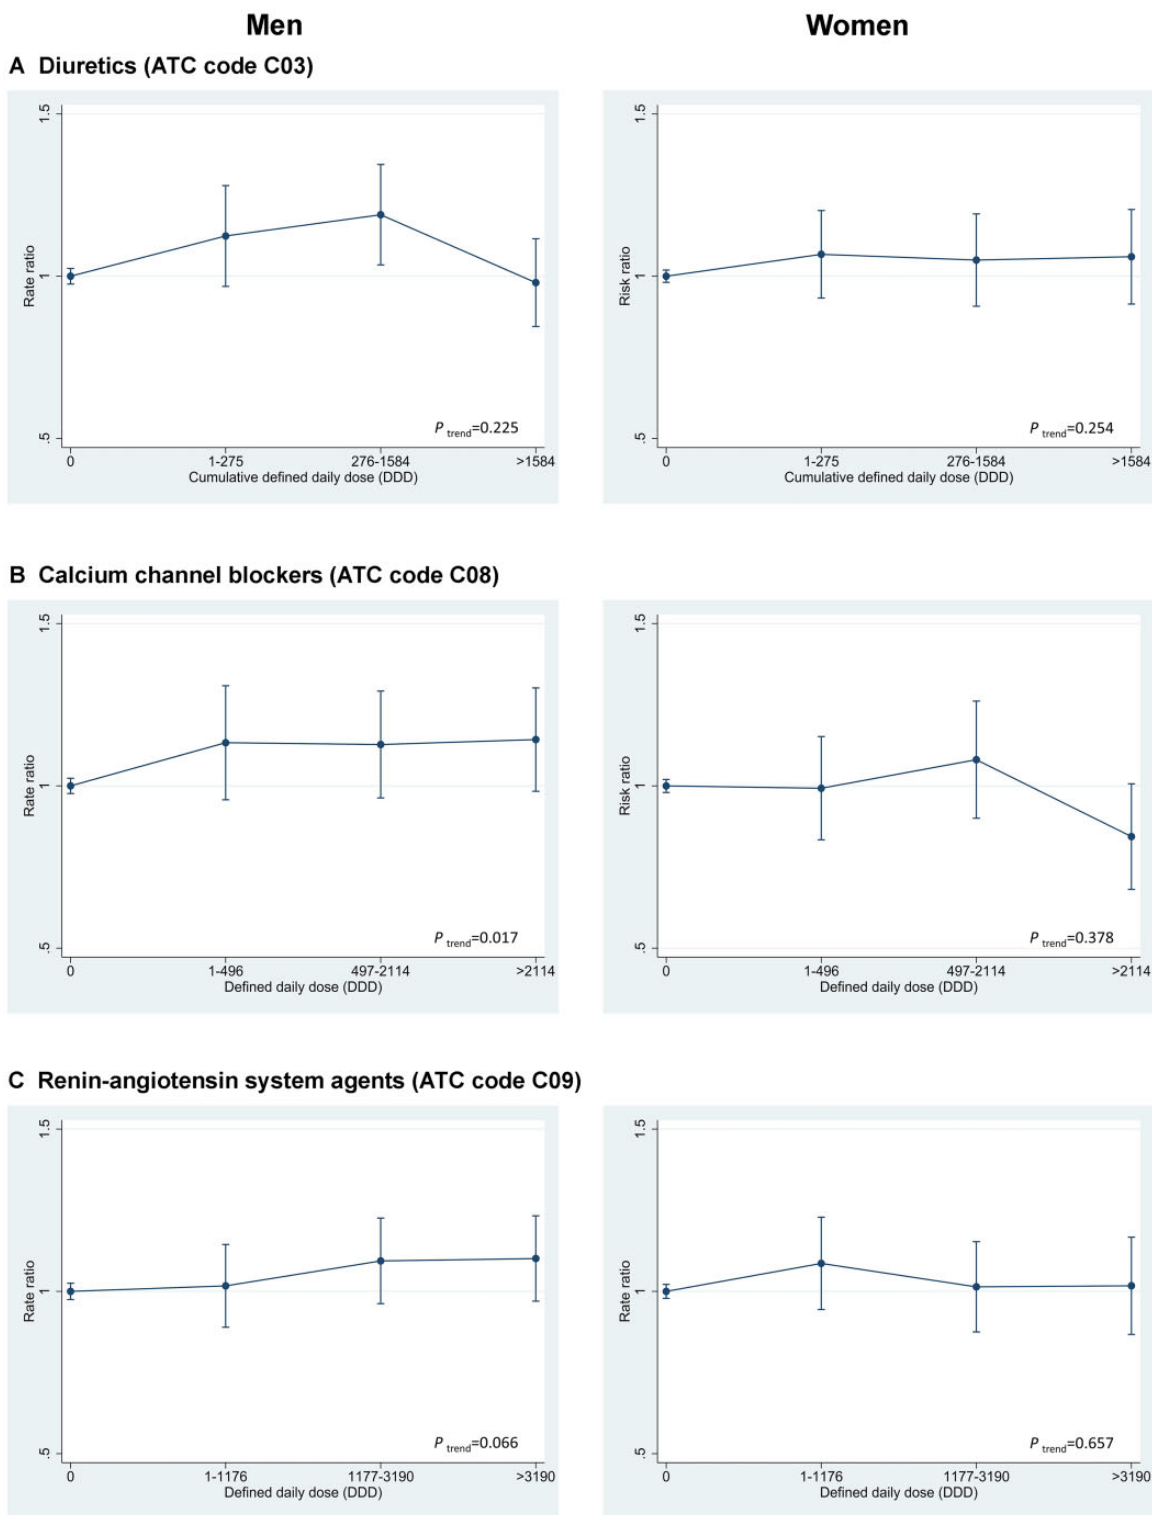 Men
Women
A Diuretics (ATC code C03)
1.5
1
.5
Rate ratio
P trend=0.225
0 1-275 276-1584 >1584
Cumulative defined daily dose (DDD)
1.5
1
.5
Risk ratio
P trend=0.254
0 1-275 276-1584 >1584
Cumulative defined daily dose (DDD)
B Calcium channel blockers (ATC code C08)
1.5
1
.5
Rate ratio
P trend=0.017
0 1-496 497-2114 >2114
Defined daily dose (DDD)
1.5
1
.5
Risk ratio
P trend=0.378
0 1-496 497-2114 >2114
Defined daily dose (DDD)
C Renin-angiotensin system agents (ATC code C09)
1.5
1
.5
Rate ratio
P trend=0.066
0 1-1176 1177-3190 >3190
Defined daily dose (DDD)
1.5
1
.5
Rate ratio
P trend=0.657
0 1-1176 1177-3190 >3190
Defined daily dose (DDD)